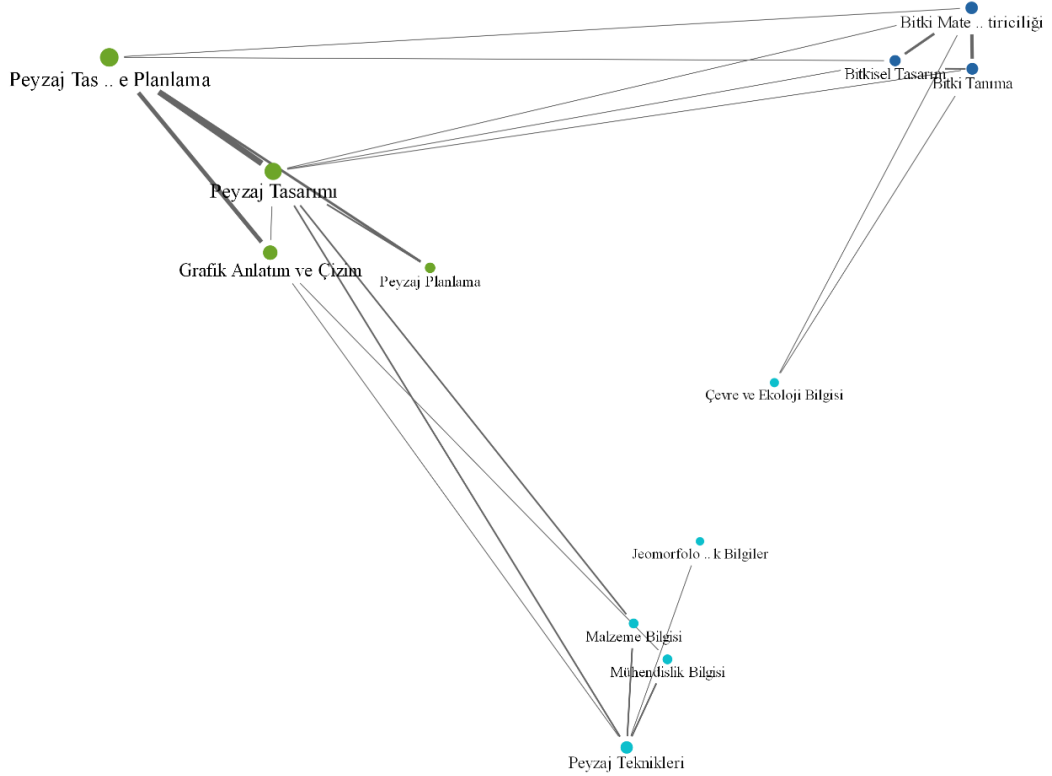 Bitki Mate .. tiriciliği
Peyzaj Tas .. e Planlama
Bitkisel Tasarım
Bitki Tanıma
Peyzaj Tasarımı
Grafik Anlatım ve Çizim
Peyzaj Planlama
Çevre ve Ekoloji Bilgisi
Jeomorfolo .. k Bilgiler
Malzeme Bilgisi
Mühendislik Bilgisi
Peyzaj Teknikleri